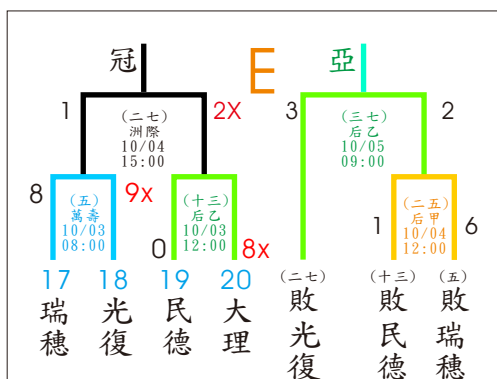 冠
E
亞
1
2X
3
2
(二七)
洲際
10/04
15:00
(三七)
后乙
10/05
09:00
8
9x
(五)
萬壽
10/03
08:00
0
8x
(十三)
后乙
10/03
12:00
1
6
(二五)
后甲
10/04
12:00
17
18
19
20
瑞穗
光復
民德
大理
(二七)
敗光復
(十三)
敗民德
(五)
敗瑞穗